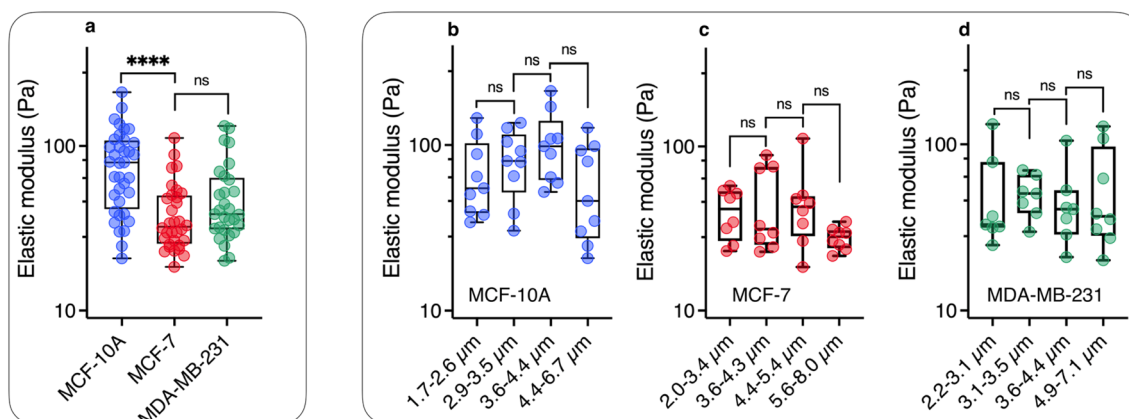 a
Elastic modulus (Pa)
100
10
****
ns
MCF-10A
MCF-7
MDA-MB-231
b
Elastic modulus (Pa)
100
10
ns
ns
ns
MCF-10A
1.7-2.6 µm
2.9-3.5 µm
3.6-4.4 µm
4.4-6.7 µm
c
Elastic modulus (Pa)
100
10
ns
ns
ns
MCF-7
2.0-3.4 µm
3.6-4.3 µm
4.4-5.4 µm
5.6-8.0 µm
d
Elastic modulus (Pa)
100
10
ns
ns
ns
MDA-MB-231
2.2-3.1 µm
3.1-3.5 µm
3.6-4.4 µm
4.9-7.1 µm